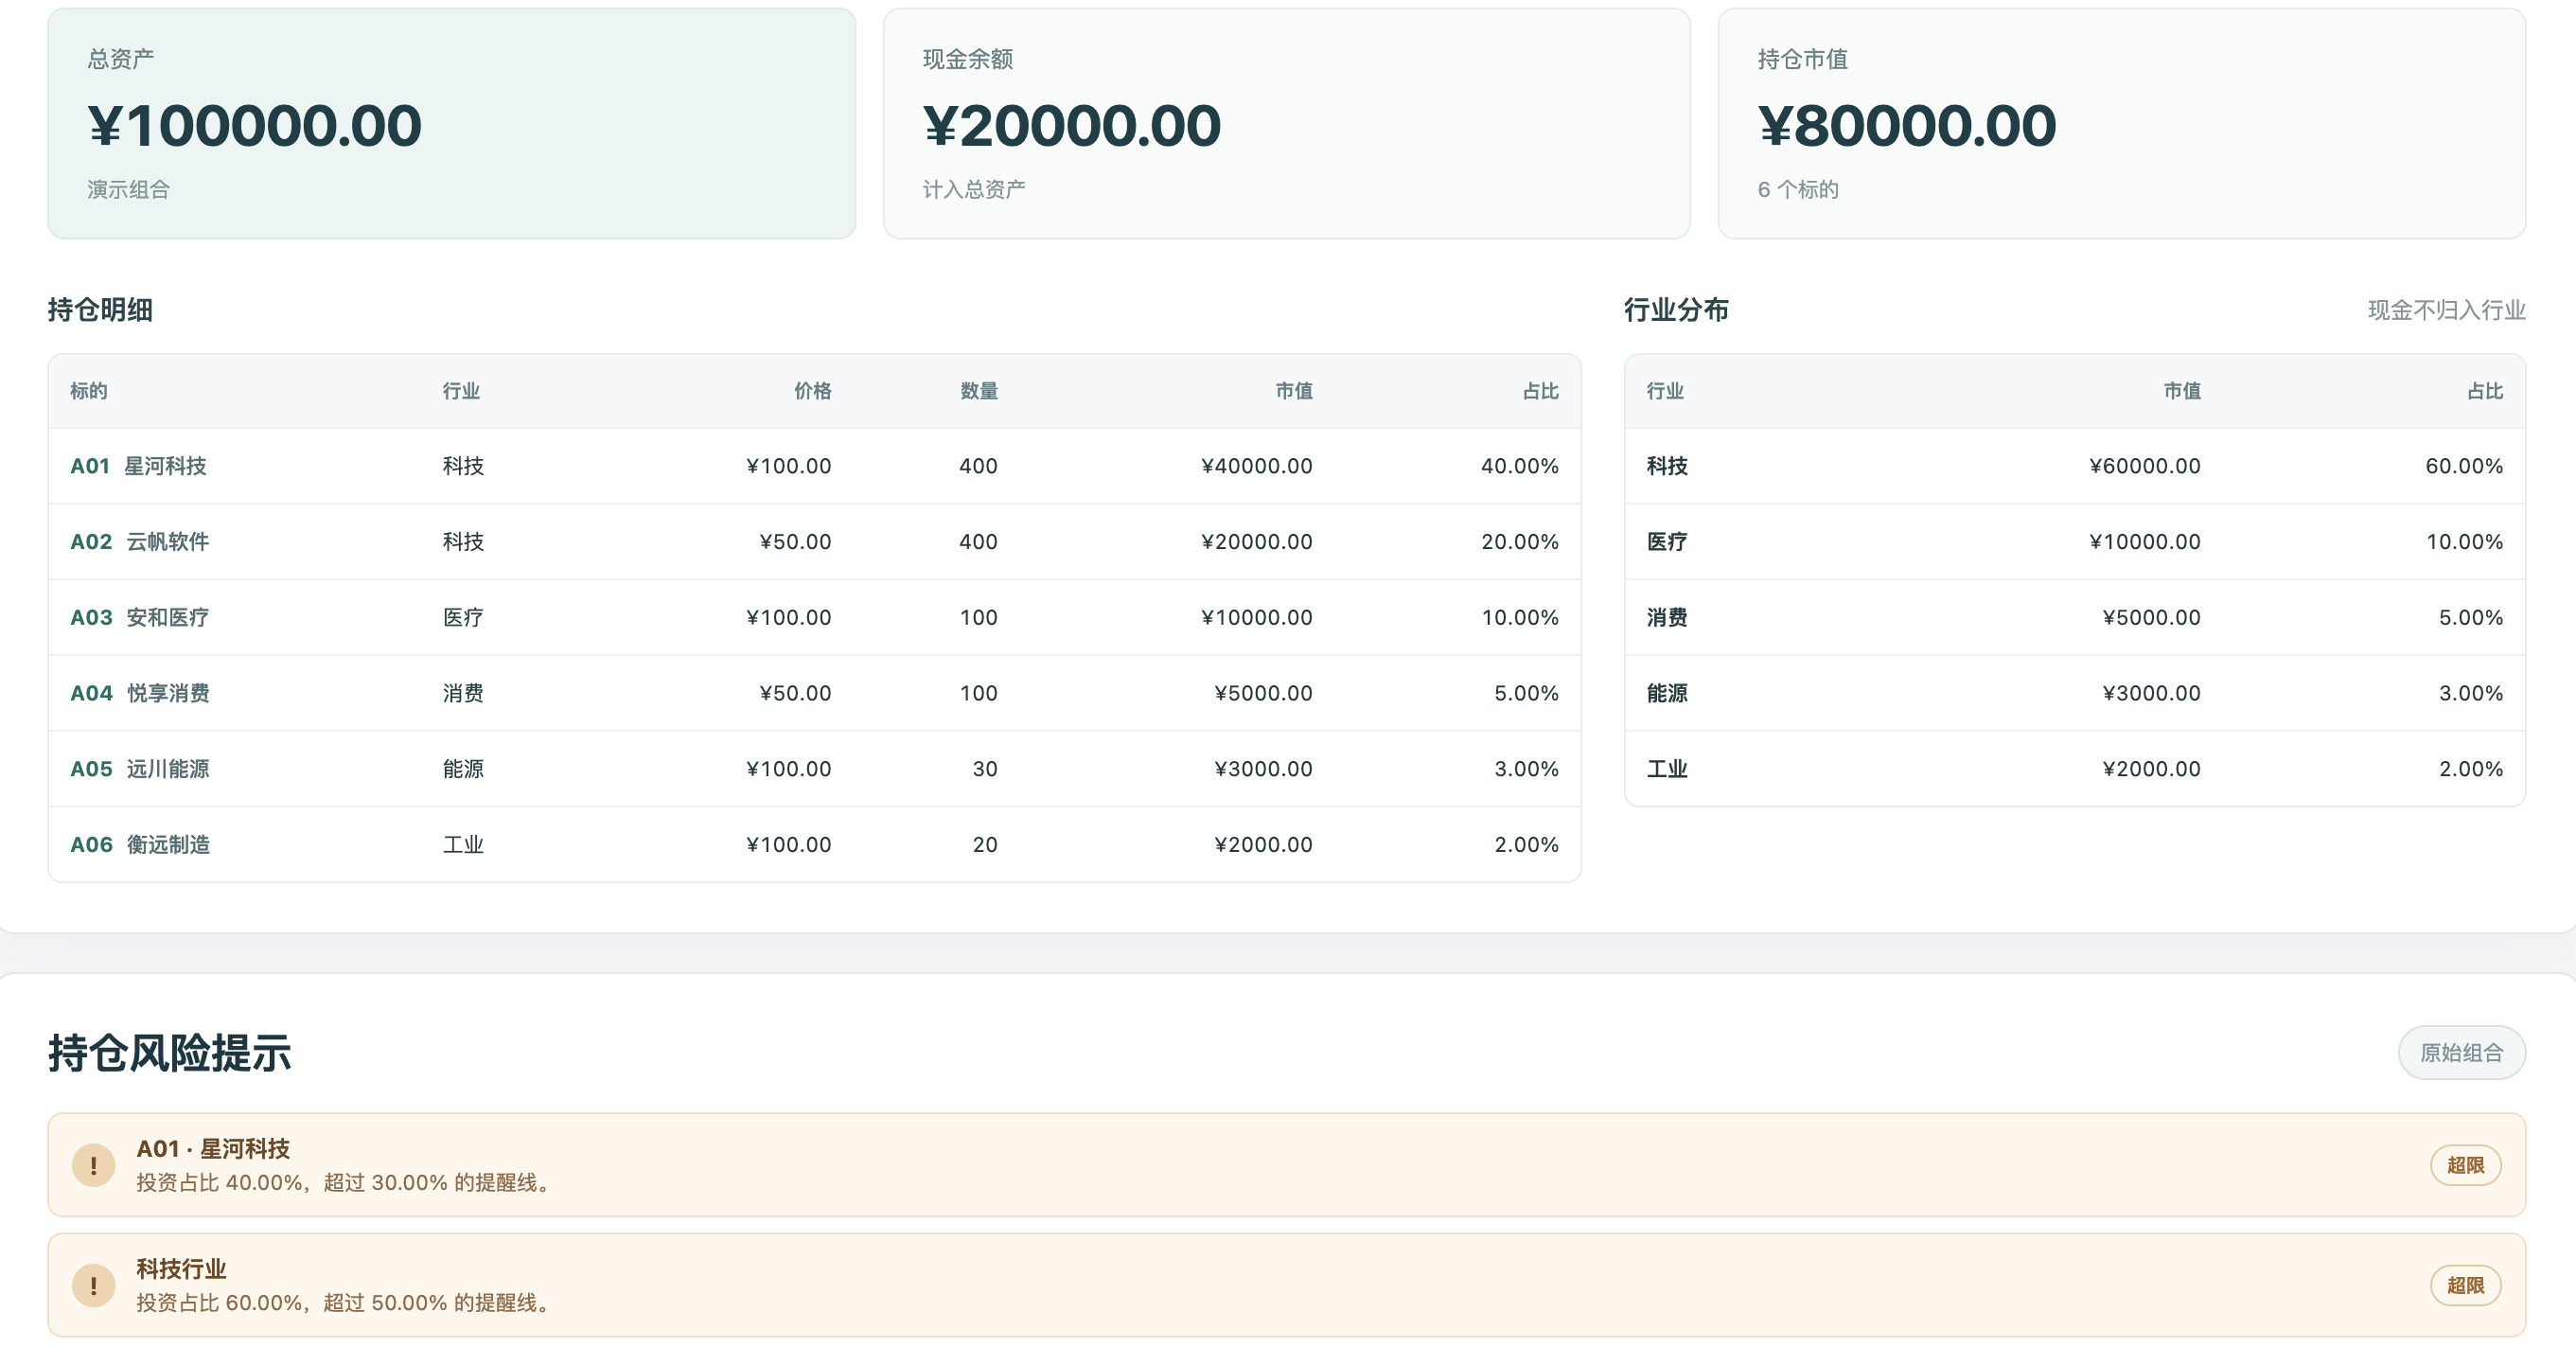 总资产
¥100000.00
演示组合
现金余额
¥20000.00
计入总资产
持仓市值
¥80000.00
6 个标的
持仓明细
标的 行业 价格 数量 市值 占比
A01 星河科技 科技 ¥100.00 400 ¥40000.00 40.00%
A02 云帆软件 科技 ¥50.00 400 ¥20000.00 20.00%
A03 安和医疗 医疗 ¥100.00 100 ¥10000.00 10.00%
A04 悦享消费 消费 ¥50.00 100 ¥5000.00 5.00%
A05 远川能源 能源 ¥100.00 30 ¥3000.00 3.00%
A06 衡远制造 工业 ¥100.00 20 ¥2000.00 2.00%
行业分布 现金不归入行业
行业 市值 占比
科技 ¥60000.00 60.00%
医疗 ¥10000.00 10.00%
消费 ¥5000.00 5.00%
能源 ¥3000.00 3.00%
工业 ¥2000.00 2.00%
持仓风险提示 原始组合
! A01 · 星河科技
投资占比 40.00%，超过 30.00% 的提醒线。
超限
! 科技行业
投资占比 60.00%，超过 50.00% 的提醒线。
超限